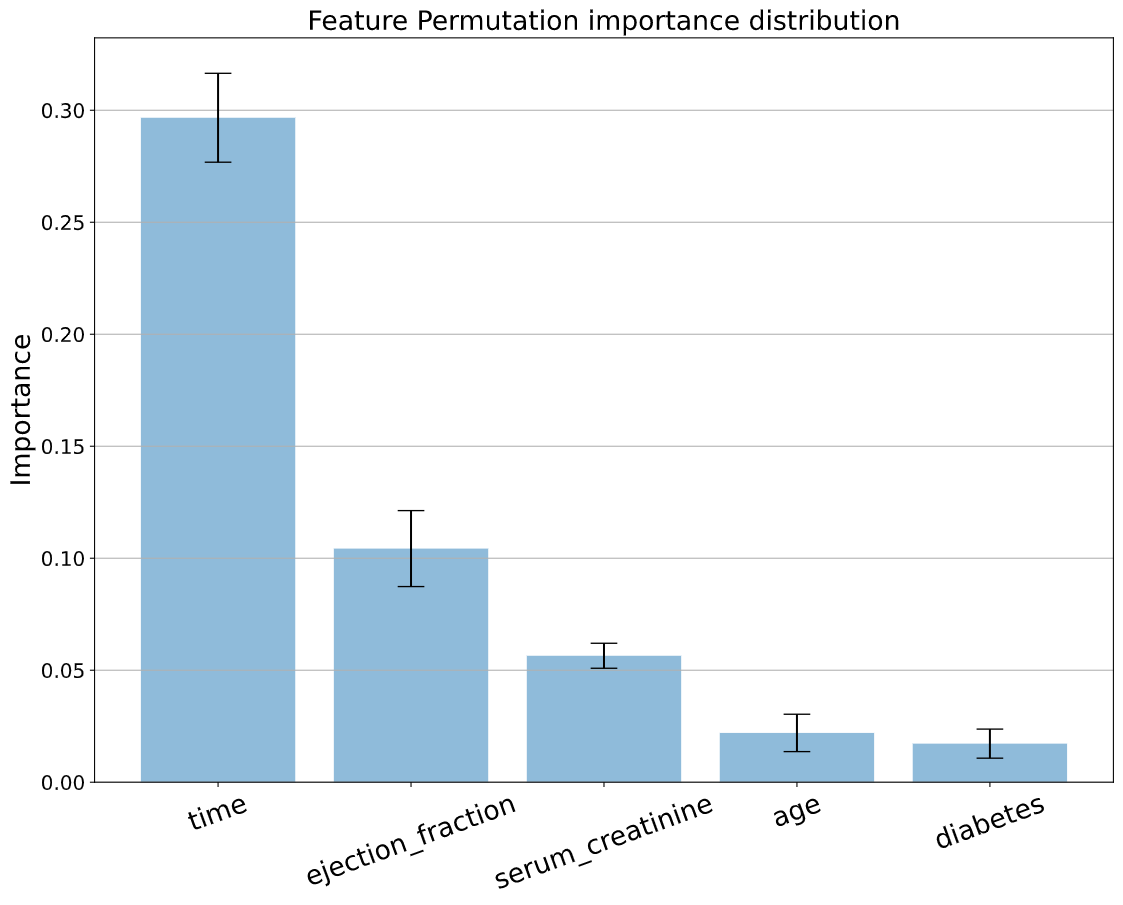 Feature Permutation importance distribution
Importance
0.30
0.25
0.20
0.15
0.10
0.05
0.00
time
ejection_fraction
serum_creatinine
age
diabetes